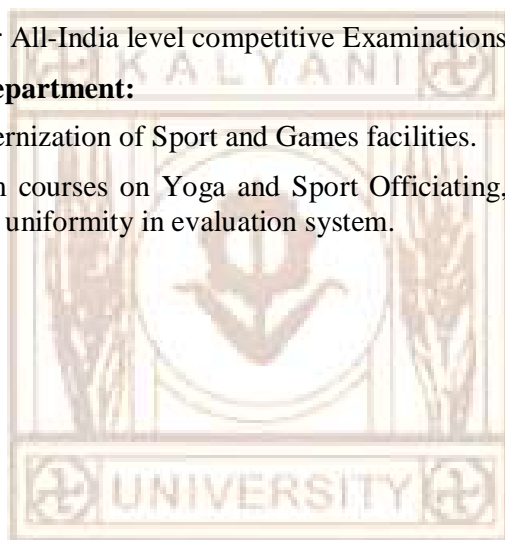 r All-India level competitive Examinations
KALYANI
epartment:
ernization of Sport and Games facilities.
n courses on Yoga and Sport Officiating,
uniformity in evaluation system.
UNIVERSITY